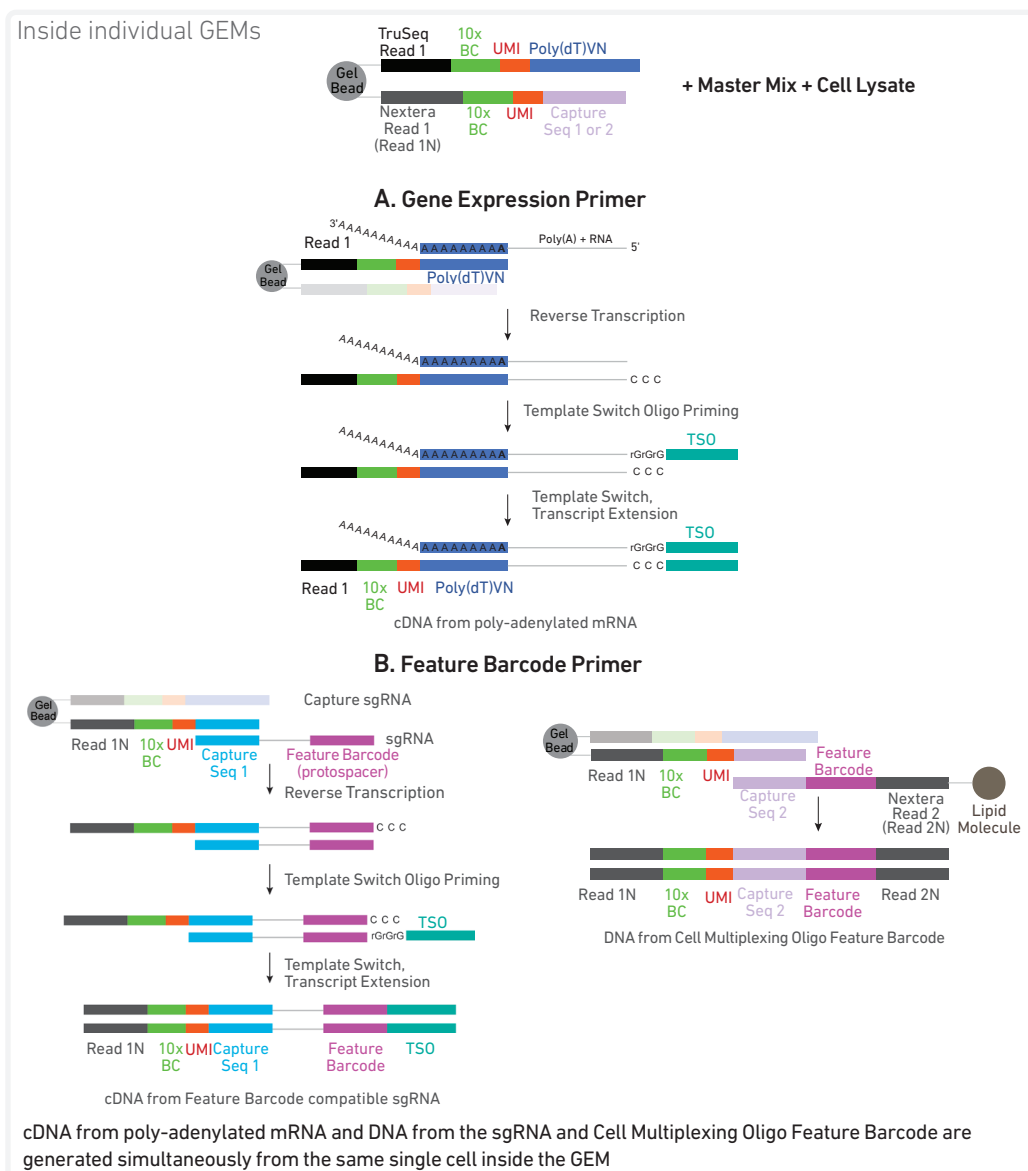 Inside individual GEMs
TruSeq
Read 1
10x
BC
UMI
Poly(dT)VN
Gel
Bead
+ Master Mix + Cell Lysate
Nextera
Read 1
(Read 1N)
10x
BC
UMI
Capture
Seq 1 or 2
A. Gene Expression Primer
3'AAAAAAAAAA
Read 1
AAAAAAAAAA
Poly(A) + RNA
5'
Gel
Bead
Poly(dT)VN
Reverse Transcription
AAAAAAAAAA
AAAAAAAAAA
C C C
Template Switch Oligo Priming
TSO
AAAAAAAAAA
AAAAAAAAAA
rGrGrG
C C C
Template Switch,
Transcript Extension
TSO
AAAAAAAAAA
AAAAAAAAAA
rGrGrG
C C C
Read 1
10x
BC
UMI
Poly(dT)VN
cDNA from poly-adenylated mRNA
B. Feature Barcode Primer
Gel
Bead
Capture sgRNA
Read 1N
10x
BC
UMI
Capture
Seq 1
sgRNA
Feature Barcode
(protospacer)
Reverse Transcription
C C C
Template Switch Oligo Priming
C C C
rGrGrG
TSO
Template Switch,
Transcript Extension
Read 1N
10x
BC
UMI
Capture
Seq 1
Feature
Barcode
TSO
cDNA from Feature Barcode compatible sgRNA
Gel
Bead
Read 1N
10x
BC
UMI
Feature
Barcode
Capture
Seq 2
Nextera
Read 2
(Read 2N)
Lipid
Molecule
Read 1N
10x
BC
UMI
Capture
Seq 2
Feature
Barcode
Read 2N
DNA from Cell Multiplexing Oligo Feature Barcode
cDNA from poly-adenylated mRNA and DNA from the sgRNA and Cell Multiplexing Oligo Feature Barcode are
generated simultaneously from the same single cell inside the GEM